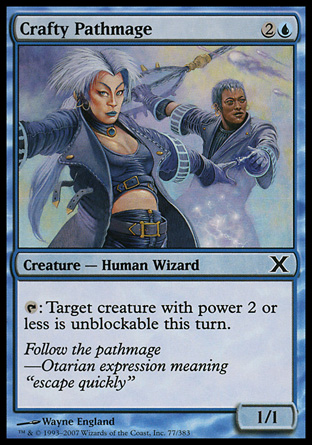 Crafty Pathmage 2
Creature — Human Wizard X
: Target creature with power 2 or
less is unblockable this turn.
Follow the pathmage
—Otarian expression meaning
“escape quickly”
Wayne England
™ & © 1993–2007 Wizards of the Coast, Inc. 77/383
1/1